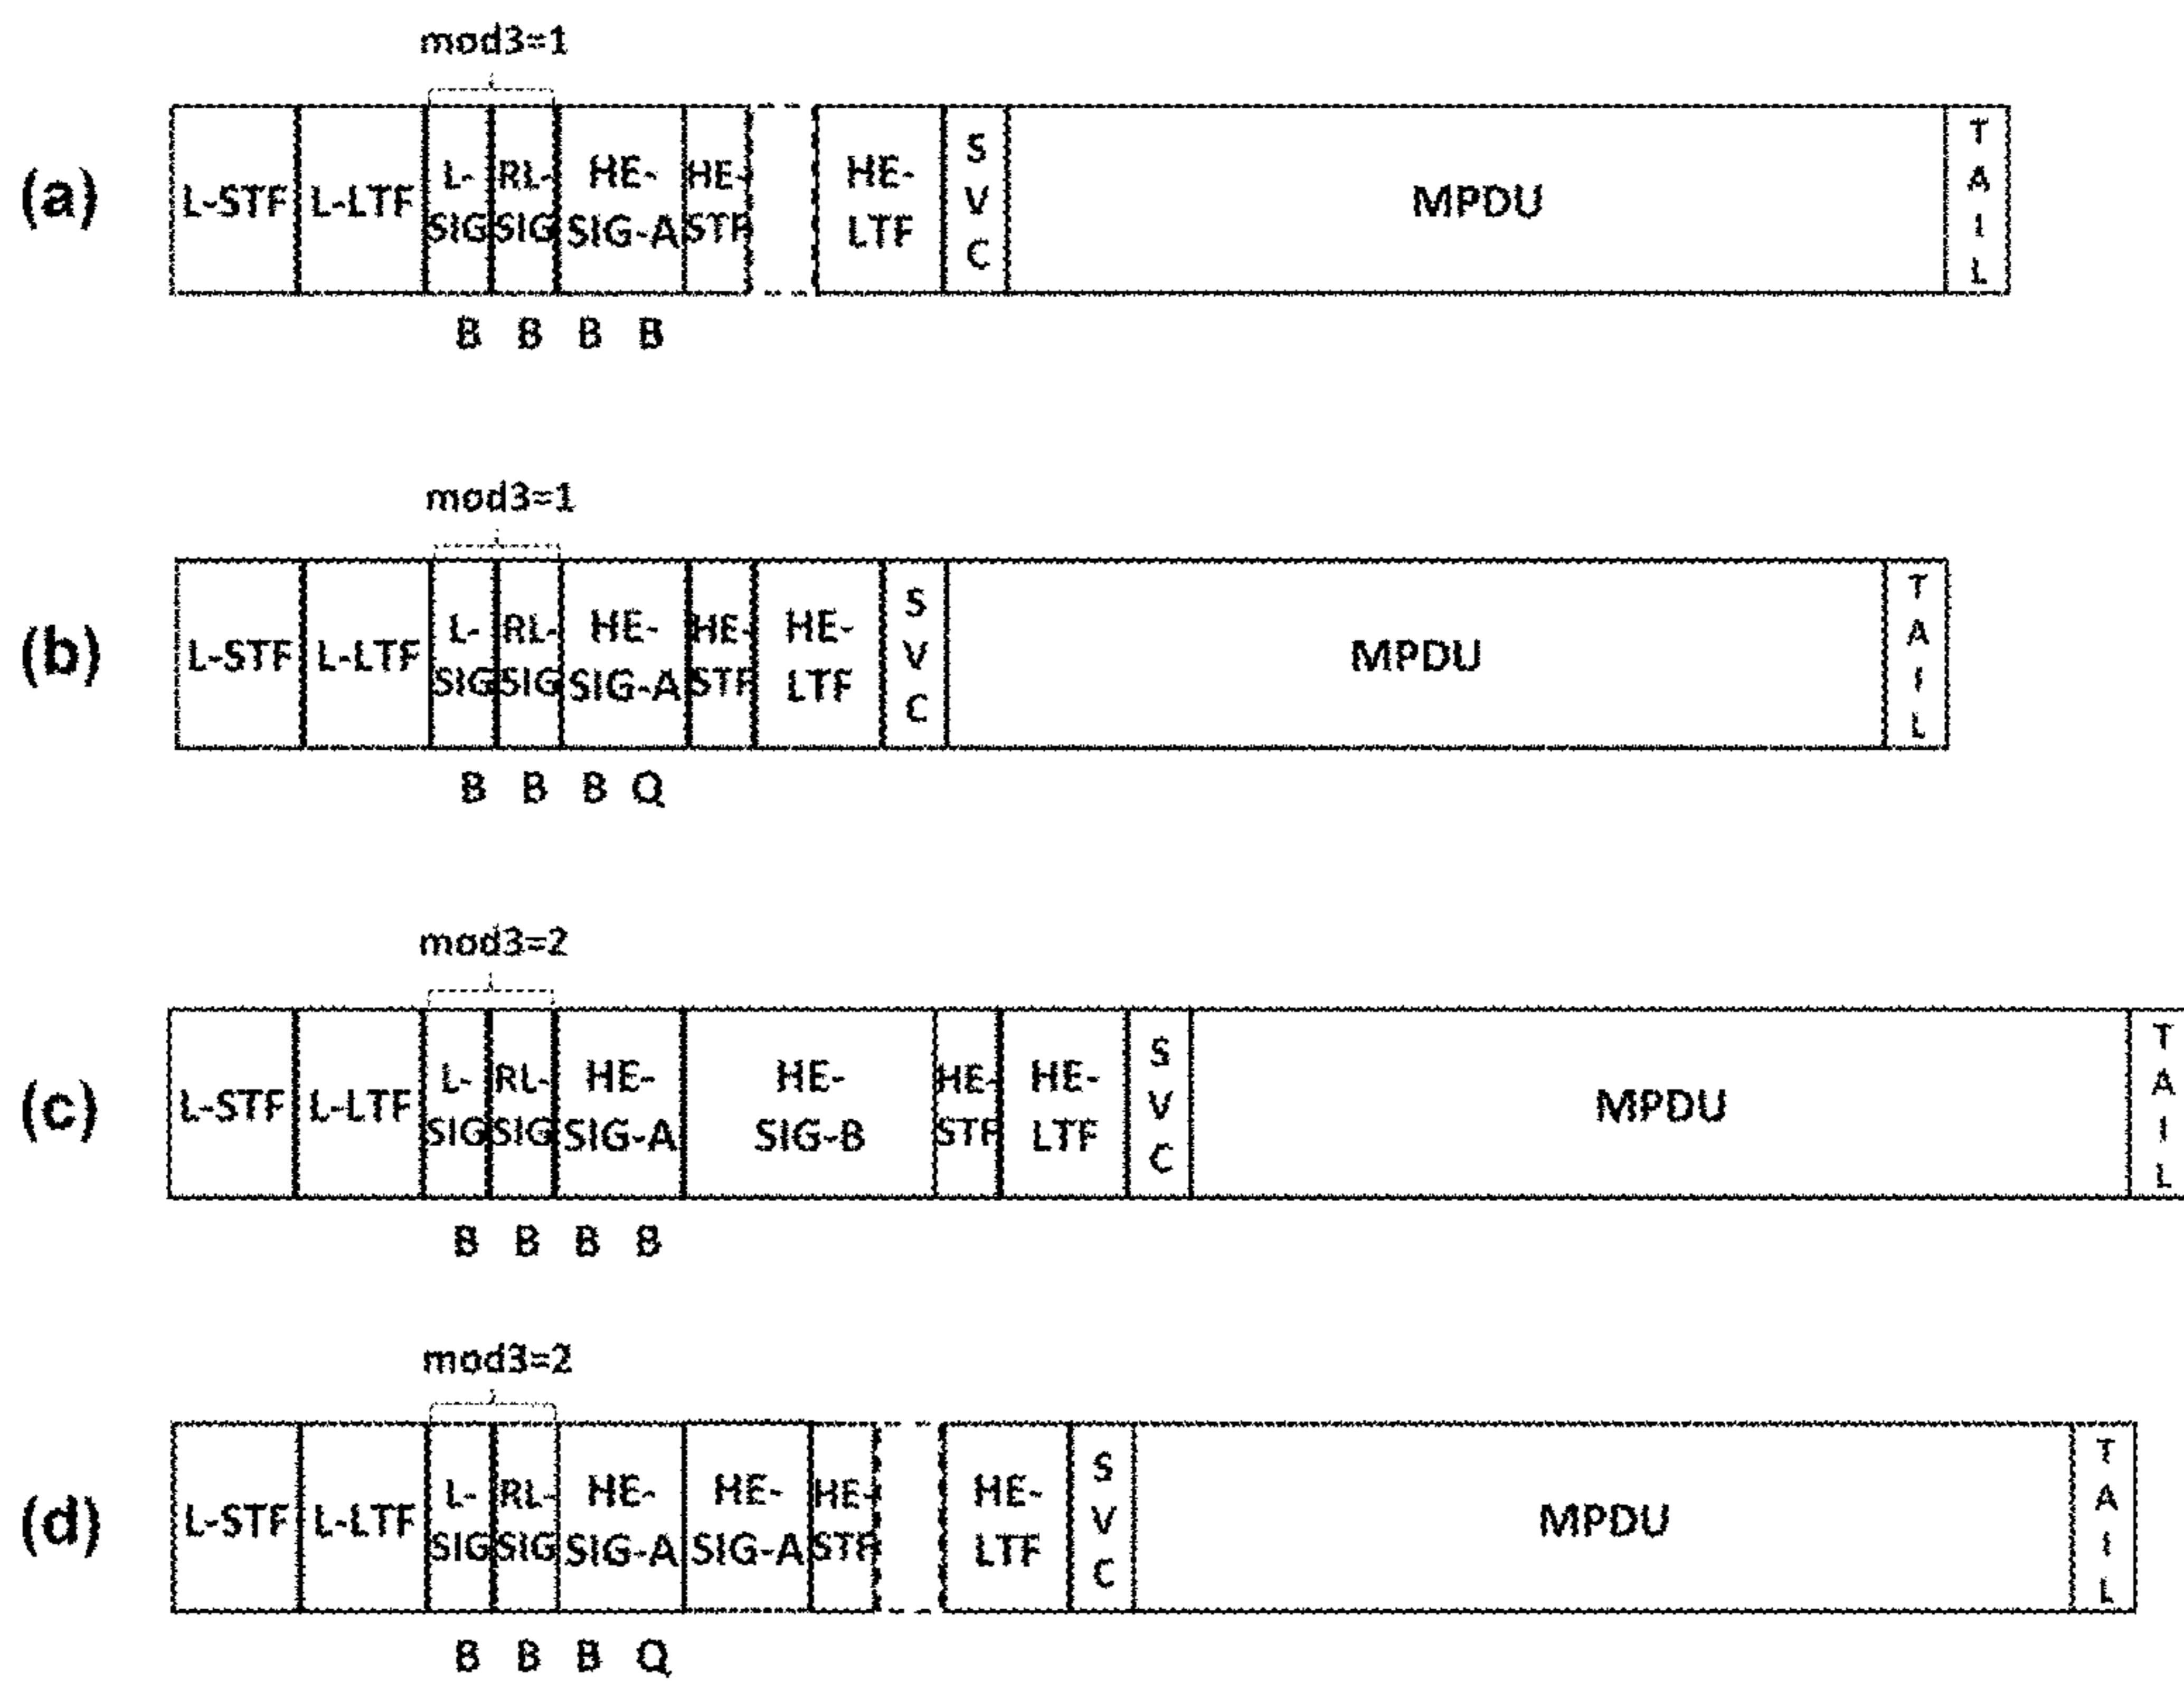 mod3=1
(a)
L-STF
L-LTF
L-
SIG
RL-
SIG
HE-
SIG-A
HE-
STF
HE-
LTF
S
V
C
MPDU
T
A
I
L
B B B B
mod3=1
(b)
L-STF
L-LTF
L-
SIG
RL-
SIG
HE-
SIG-A
HE-
STF
HE-
LTF
S
V
C
MPDU
T
A
I
L
B B B Q
mod3=2
(c)
L-STF
L-LTF
L-
SIG
RL-
SIG
HE-
SIG-A
HE-
SIG-B
HE-
STF
HE-
LTF
S
V
C
MPDU
T
A
I
L
B B B B
mod3=2
(d)
L-STF
L-LTF
L-
SIG
RL-
SIG
HE-
SIG-A
HE-
SIG-A
HE-
STF
HE-
LTF
S
V
C
MPDU
T
A
I
L
B B B Q